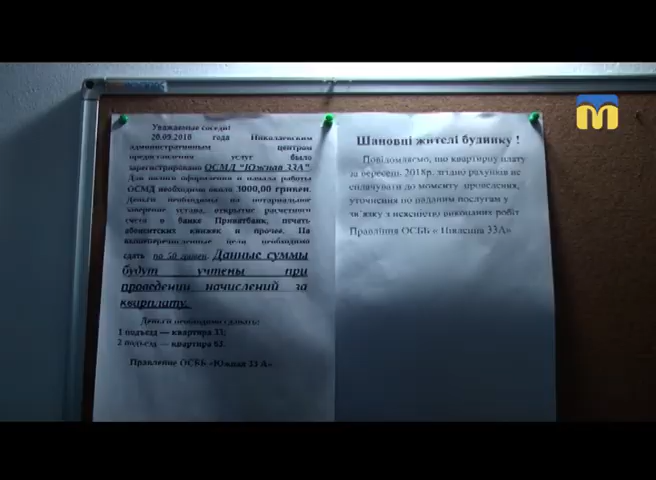 Уважаемые соседи!
20.09.2018 года Николаевским
административным центром
предоставления услуг было
зарегистрировано ОСМД "Южная 33А".
Для полного оформления и начала работы
ОСМД необходимо около 3000,00 гривен.
Деньги необходимы на нотариальное
заверение устава, открытие расчетного
счета в банке Приватбанк, печать
абонентских книжек и прочее. На
вышеперечисленные цели необходимо
сдать по 50 гривен. Данные суммы
будут учтены при
проведении начислений за
квартплату.
Деньги необходимо сдавать:
1 подъезд — квартира 33;
2 подъезд — квартира 63.
Правление ОСББ «Южная 33 А»
Шановні жителі будинку !
Повідомляємо, що квартирну плату
за вересень 2018р. згідно рахунків не
сплачувати до моменту проведення,
уточнення по наданим послугам у
зв'язку з неясністю виконаних робіт
Правління ОСББ « Південна 33А»